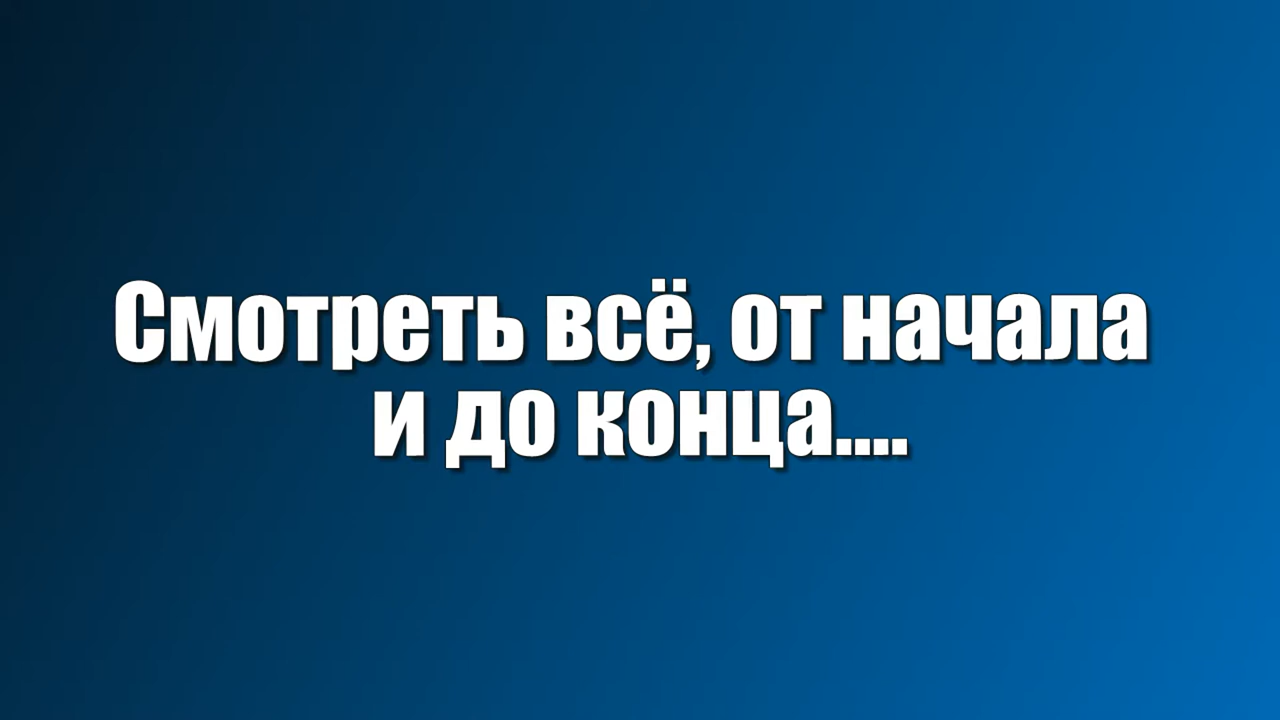 Смотреть всё, от начала
и до конца....